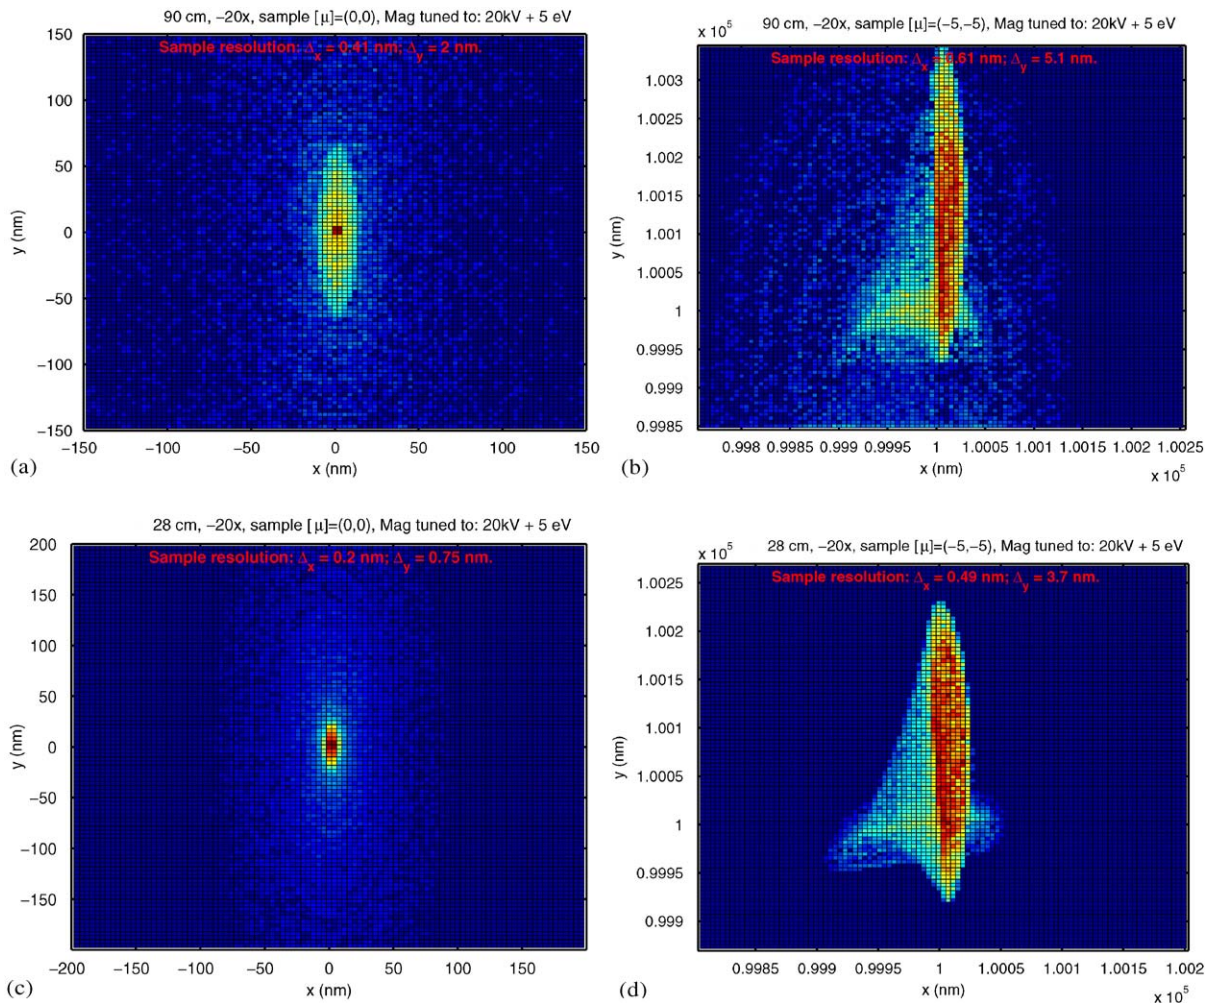 90 cm, −20x, sample [μ]=(0,0), Mag tuned to: 20kV + 5 eV
Sample resolution: Δx = 0.41 nm; Δy = 2 nm.
150
100
50
0
−50
−100
−150
y (nm)
−150 −100 −50 0 50 100 150
x (nm)
(a)
90 cm, −20x, sample [μ]=(−5,−5), Mag tuned to: 20kV + 5 eV
x 10^5
Sample resolution: Δx = 0.61 nm; Δy = 5.1 nm.
1.003
1.0025
1.002
1.0015
1.001
1.0005
1
0.9995
0.999
0.9985
y (nm)
0.998 0.9985 0.999 0.9995 1 1.0005 1.001 1.0015 1.002 1.0025
x (nm)
x 10^5
(b)
28 cm, −20x, sample [μ]=(0,0), Mag tuned to: 20kV + 5 eV
Sample resolution: Δx = 0.2 nm; Δy = 0.75 nm.
200
150
100
50
0
−50
−100
−150
y (nm)
−200 −150 −100 −50 0 50 100 150
x (nm)
(c)
28 cm, −20x, sample [μ]=(−5,−5), Mag tuned to: 20kV + 5 eV
x 10^5
Sample resolution: Δx = 0.49 nm; Δy = 3.7 nm.
1.0025
1.002
1.0015
1.001
1.0005
1
0.9995
0.999
y (nm)
0.9985 0.999 0.9995 1 1.0005 1.001 1.0015 1.002
x (nm)
x 10^5
(d)